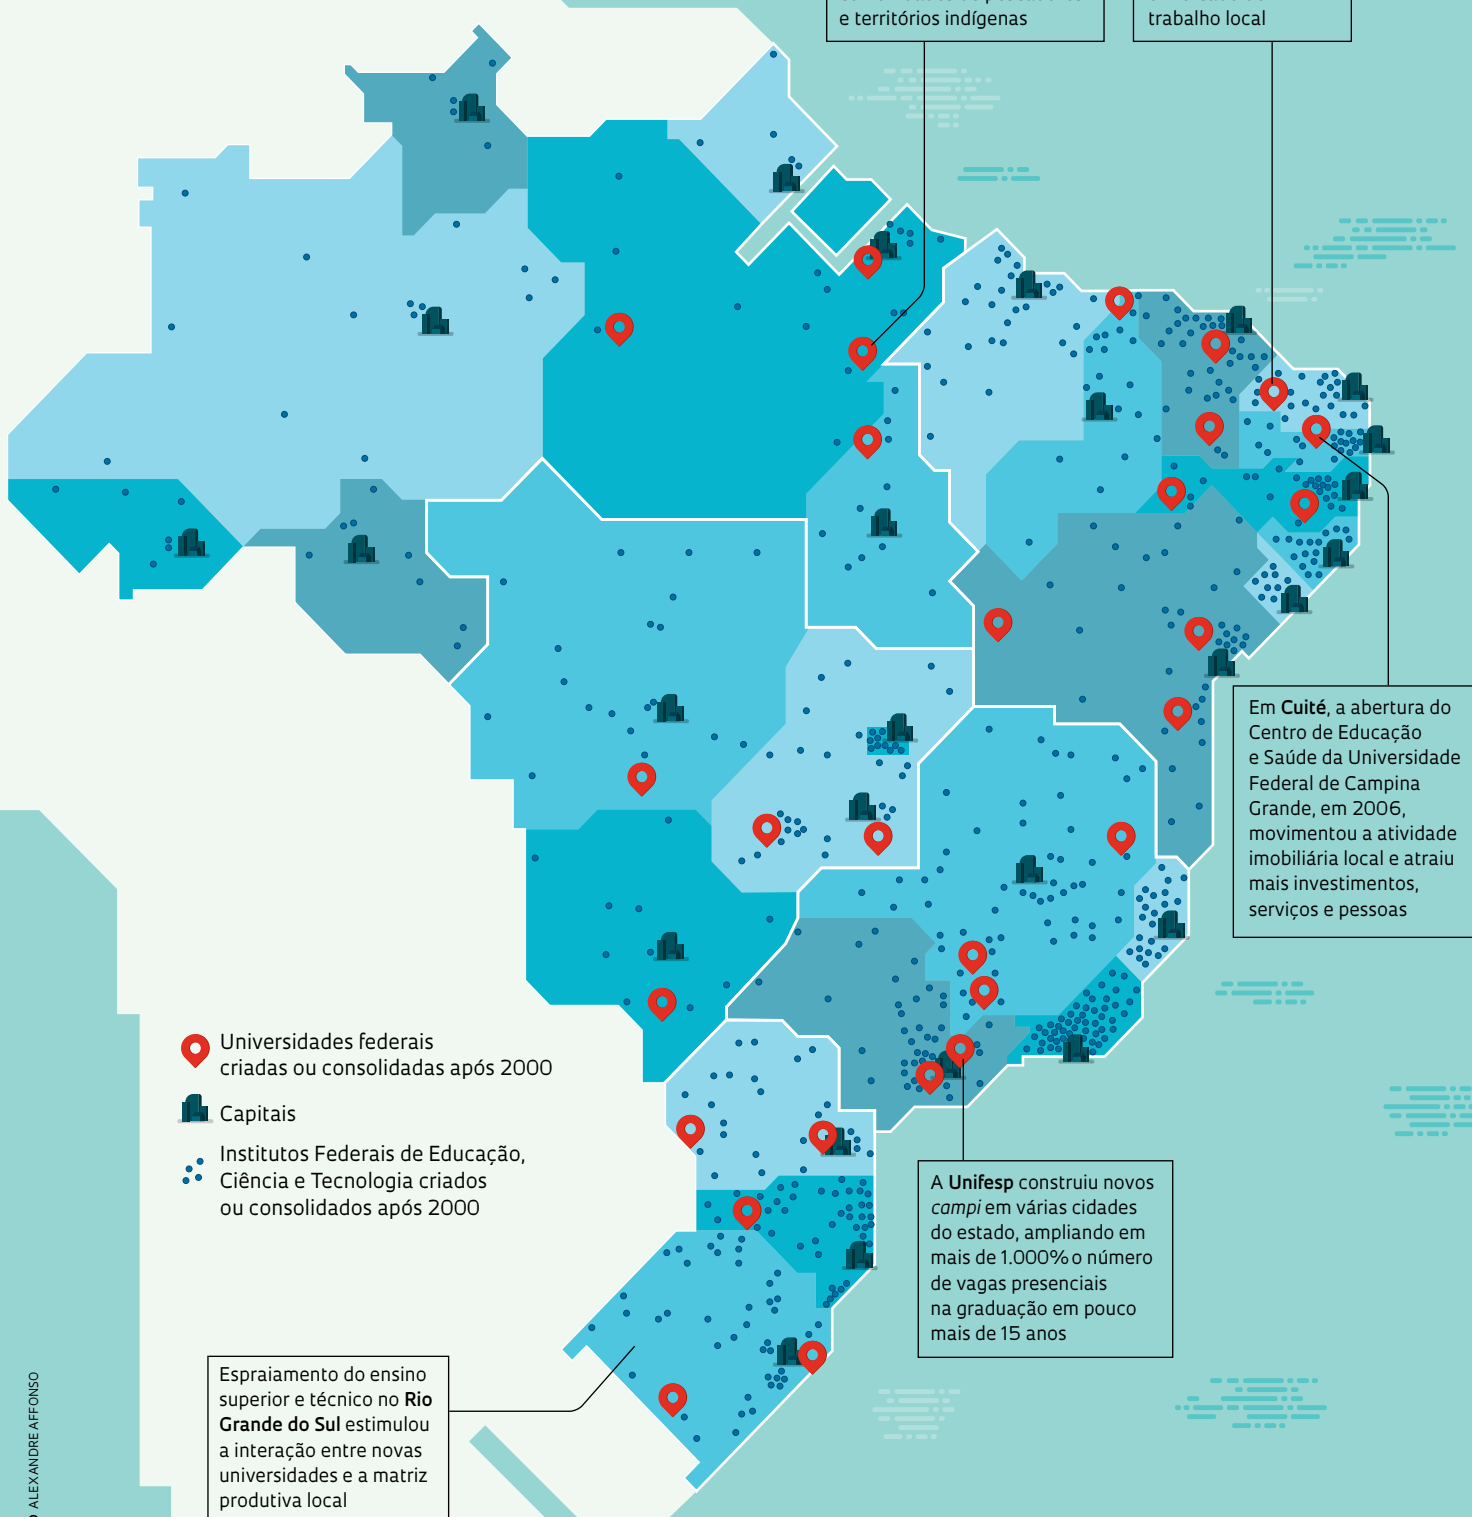 e territórios indígenas
trabalho local
Em Cuité, a abertura do
Centro de Educação
e Saúde da Universidade
Federal de Campina
Grande, em 2006,
movimentou a atividade
imobiliária local e atraiu
mais investimentos,
serviços e pessoas
Universidades federais
criadas ou consolidadas após 2000
Capitais
Institutos Federais de Educação,
Ciência e Tecnologia criados
ou consolidados após 2000
A Unifesp construiu novos
campi em várias cidades
do estado, ampliando em
mais de 1.000% o número
de vagas presenciais
na graduação em pouco
mais de 15 anos
Espraiamento do ensino
superior e técnico no Rio
Grande do Sul estimulou
a interação entre novas
universidades e a matriz
produtiva local
ALEXANDRE AFFONSO